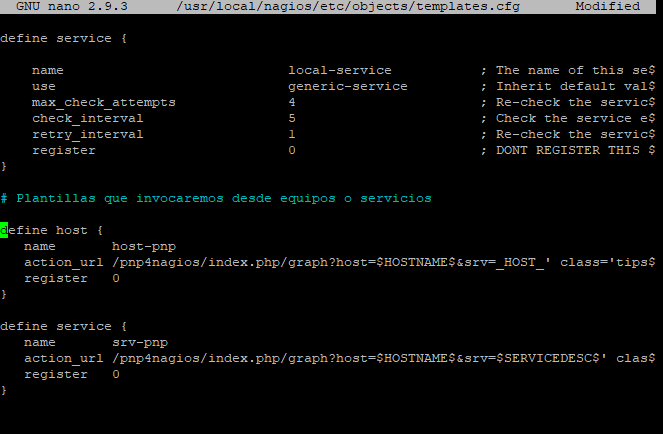 GNU nano 2.9.3 /usr/local/nagios/etc/objects/templates.cfg Modified
define service {
name local-service ; The name of this se$
use generic-service ; Inherit default val$
max_check_attempts 4 ; Re-check the servic$
check_interval 5 ; Check the service e$
retry_interval 1 ; Re-check the servic$
register 0 ; DONT REGISTER THIS $
}
# Plantillas que invocaremos desde equipos o servicios
define host {
name host-pnp
action_url /pnp4nagios/index.php/graph?host=$HOSTNAME$&srv=_HOST_' class='tips$
register 0
}
define service {
name srv-pnp
action_url /pnp4nagios/index.php/graph?host=$HOSTNAME$&srv=$SERVICEDESC$' clas$
register 0
}